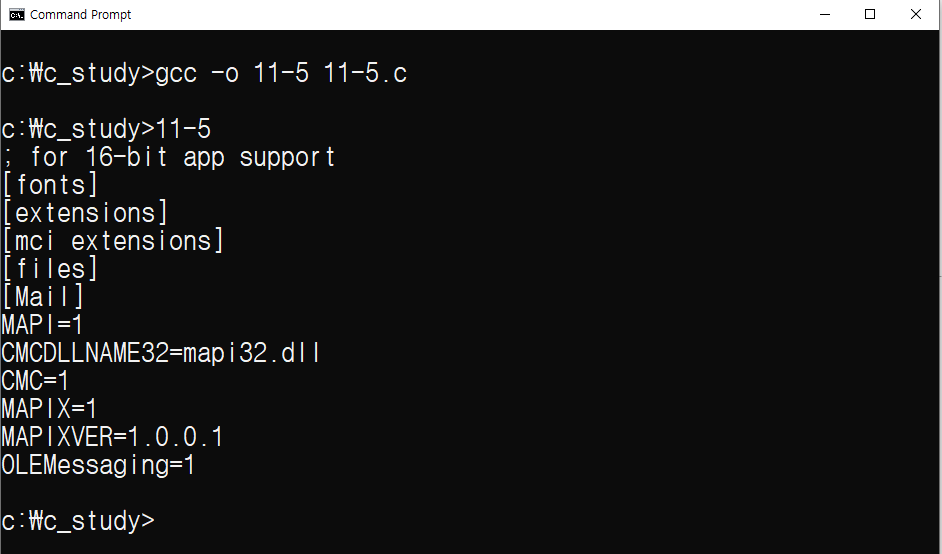 Command Prompt
c:₩c_study>gcc -o 11-5 11-5.c
c:₩c_study>11-5
; for 16-bit app support
[fonts]
[extensions]
[mci extensions]
[files]
[Mail]
MAPI=1
CMCDLLNAME32=mapi32.dll
CMC=1
MAPIX=1
MAPIXVER=1.0.0.1
OLEMessaging=1
c:₩c_study>